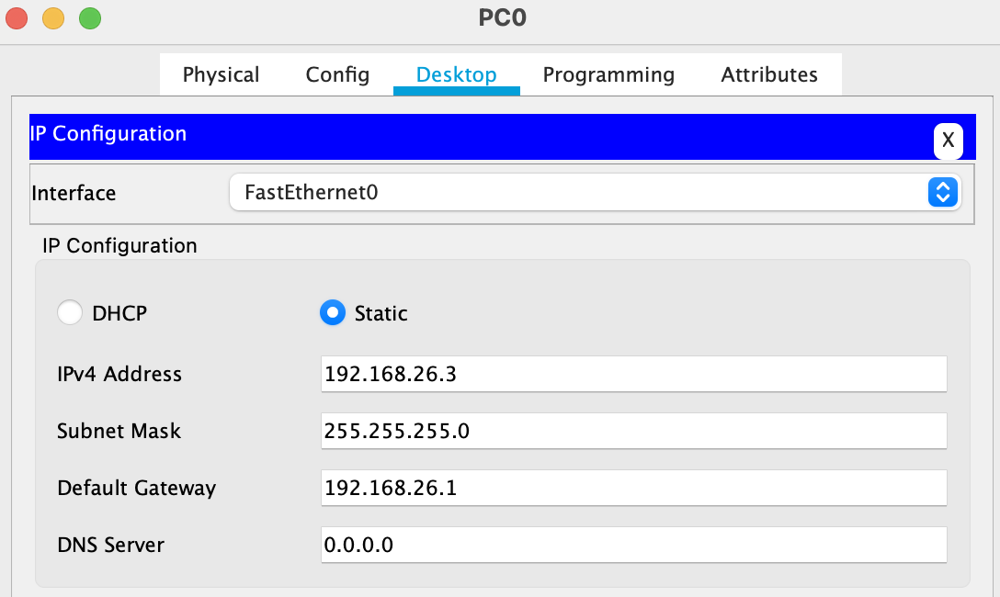 PC0
Physical Config Desktop Programming Attributes
IP Configuration X
Interface FastEthernet0
IP Configuration
DHCP Static
IPv4 Address 192.168.26.3
Subnet Mask 255.255.255.0
Default Gateway 192.168.26.1
DNS Server 0.0.0.0